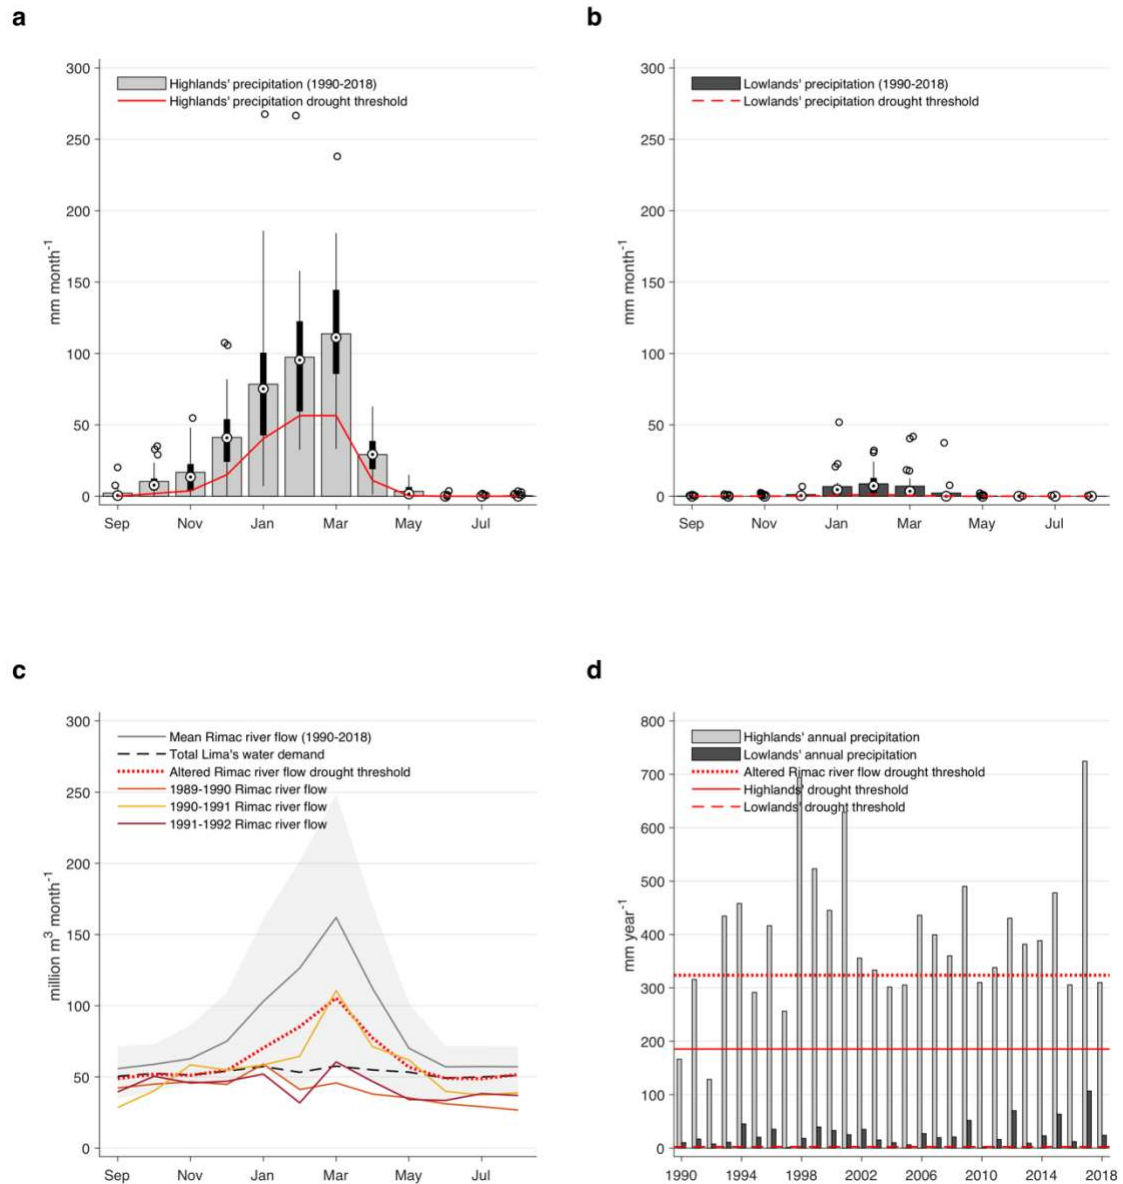 a
300
250
200
150
100
50
0
mm month-1
Highlands' precipitation (1990-2018)
Highlands' precipitation drought threshold
Sep Nov Jan Mar May Jul
b
300
250
200
150
100
50
0
mm month-1
Lowlands' precipitation (1990-2018)
Lowlands' precipitation drought threshold
Sep Nov Jan Mar May Jul
c
300
250
200
150
100
50
0
million m3 month-1
Mean Rimac river flow (1990-2018)
Total Lima's water demand
Altered Rimac river flow drought threshold
1989-1990 Rimac river flow
1990-1991 Rimac river flow
1991-1992 Rimac river flow
Sep Nov Jan Mar May Jul
d
800
700
600
500
400
300
200
100
0
mm year-1
Highlands' annual precipitation
Lowlands' annual precipitation
Altered Rimac river flow drought threshold
Highlands' drought threshold
Lowlands' drought threshold
1990 1994 1998 2002 2006 2010 2014 2018